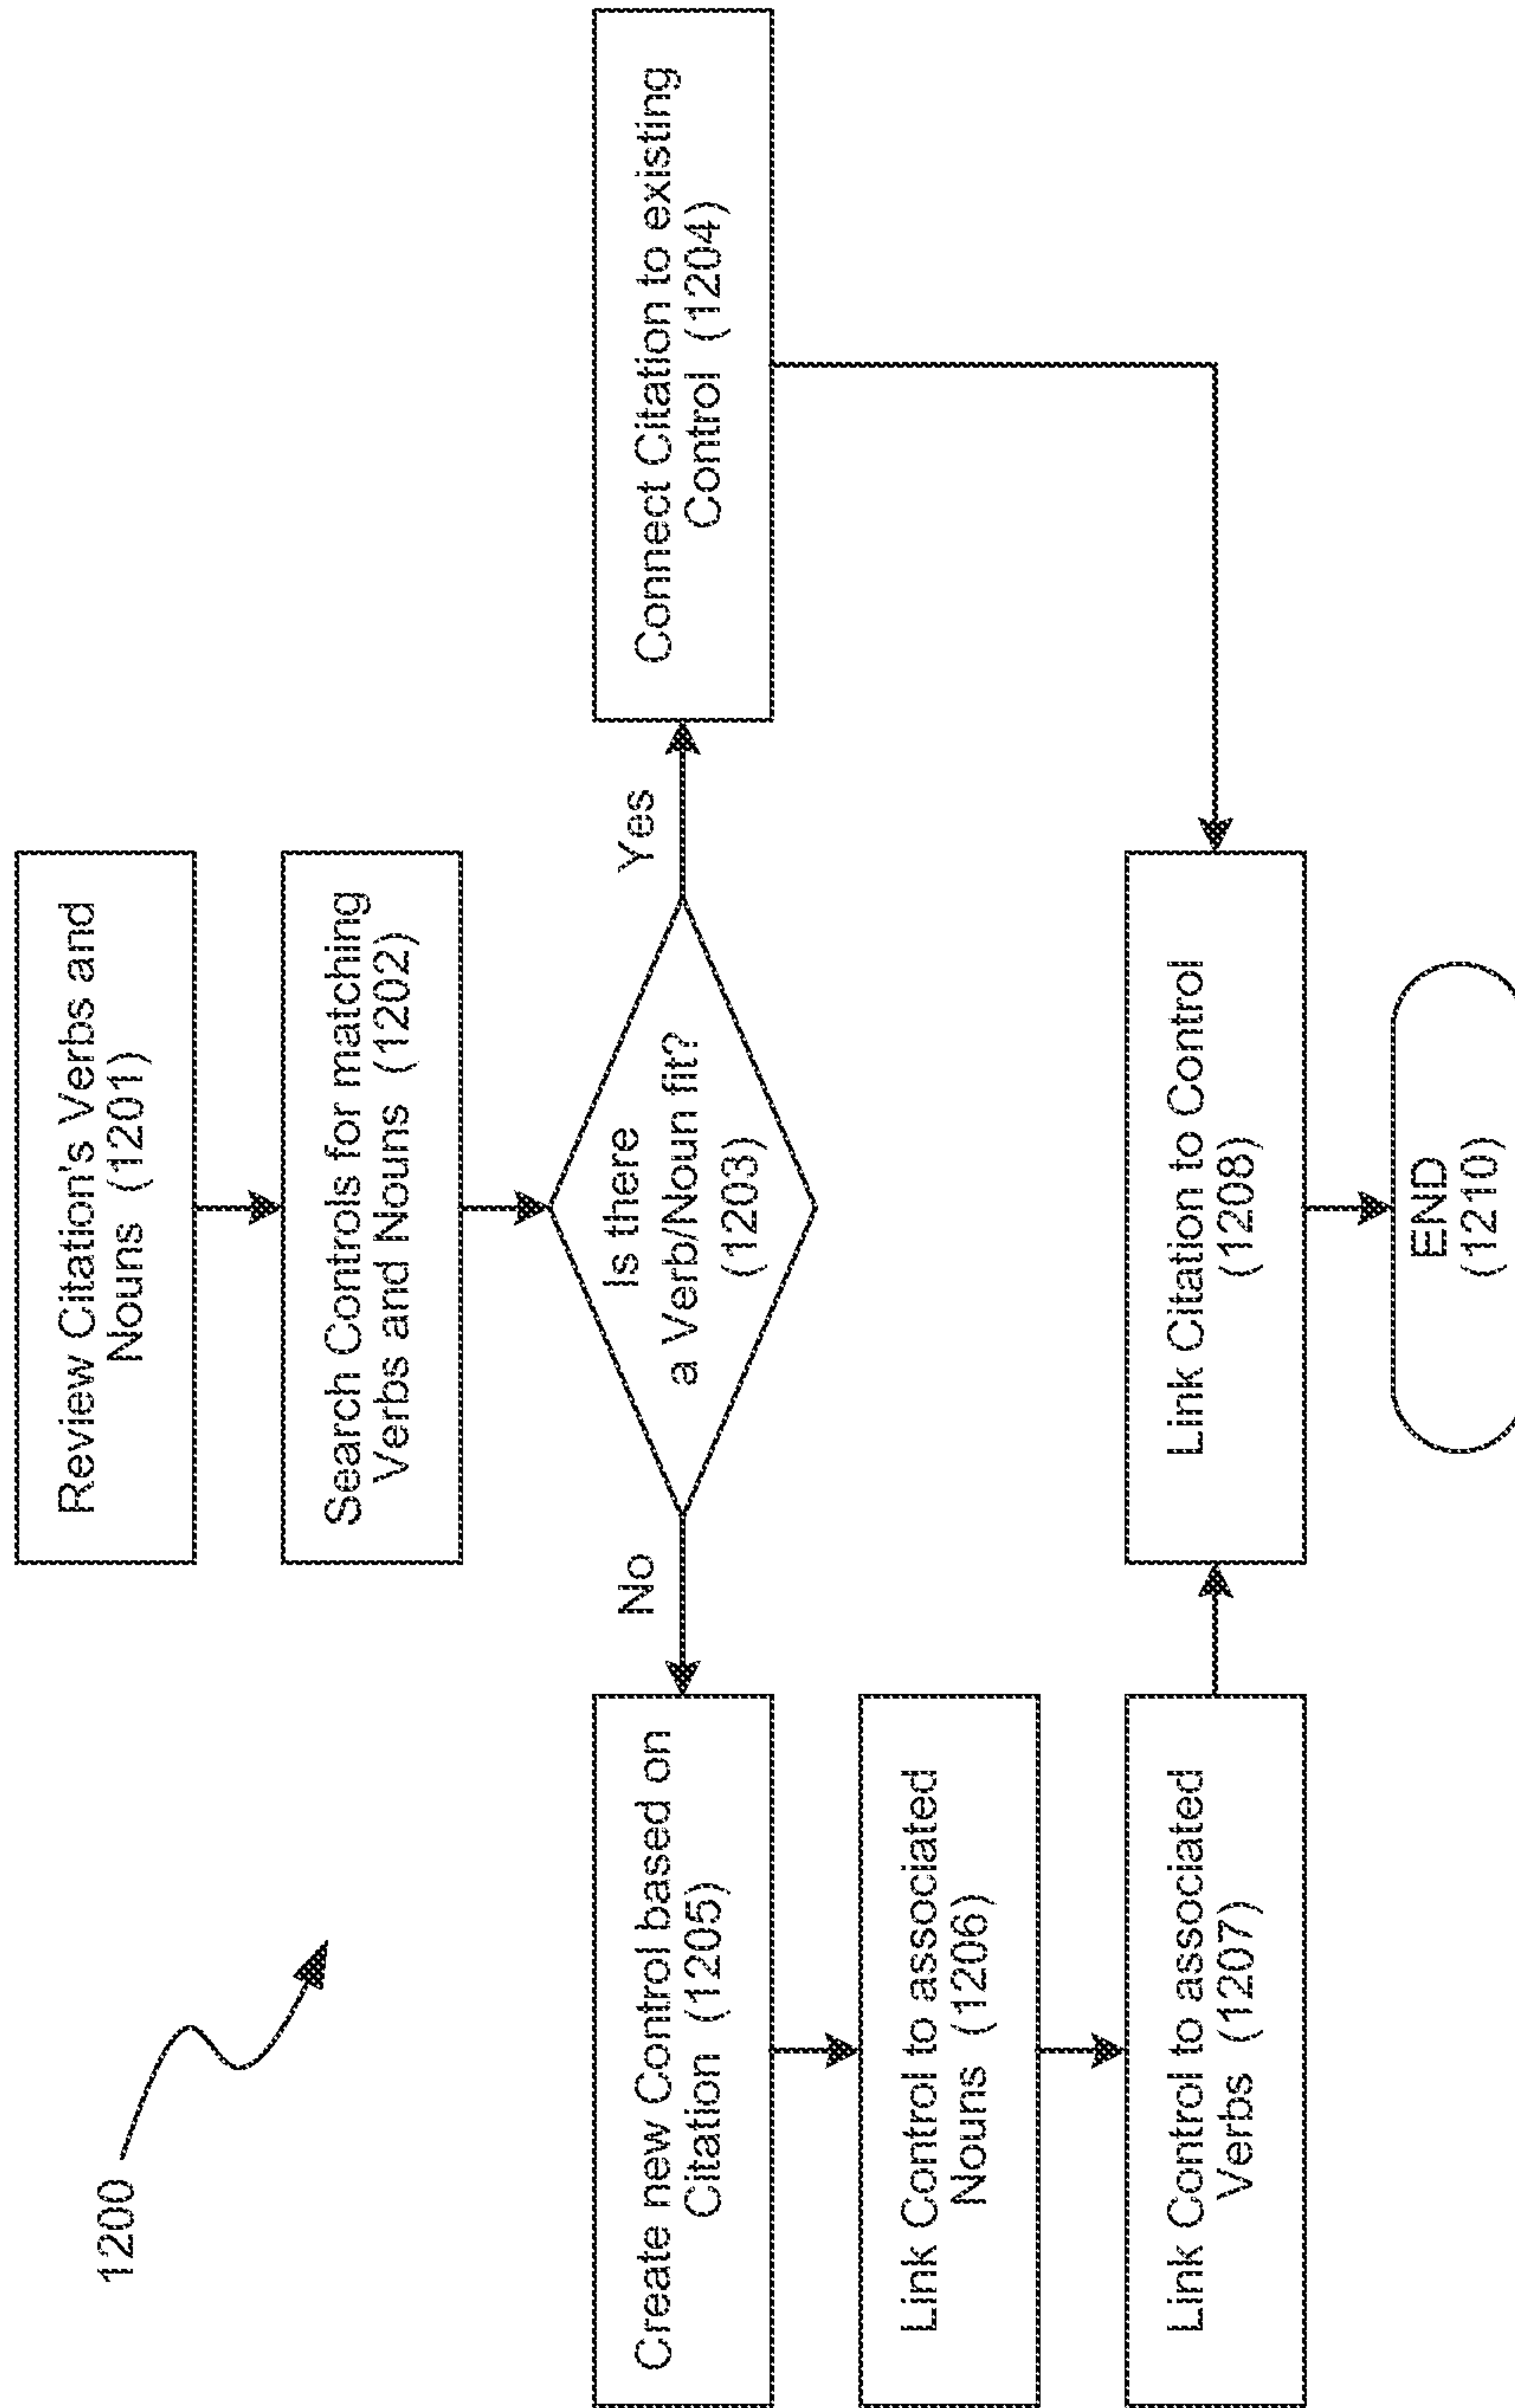 1200
Review Citation's Verbs and
Nouns (1201)
Search Controls for matching
Verbs and Nouns (1202)
Is there
a Verb/Noun fit?
(1203)
No
Yes
Create new Control based on
Citation (1205)
Connect Citation to existing
Control (1204)
Link Control to associated
Nouns (1206)
Link Control to associated
Verbs (1207)
Link Citation to Control
(1208)
END
(1210)